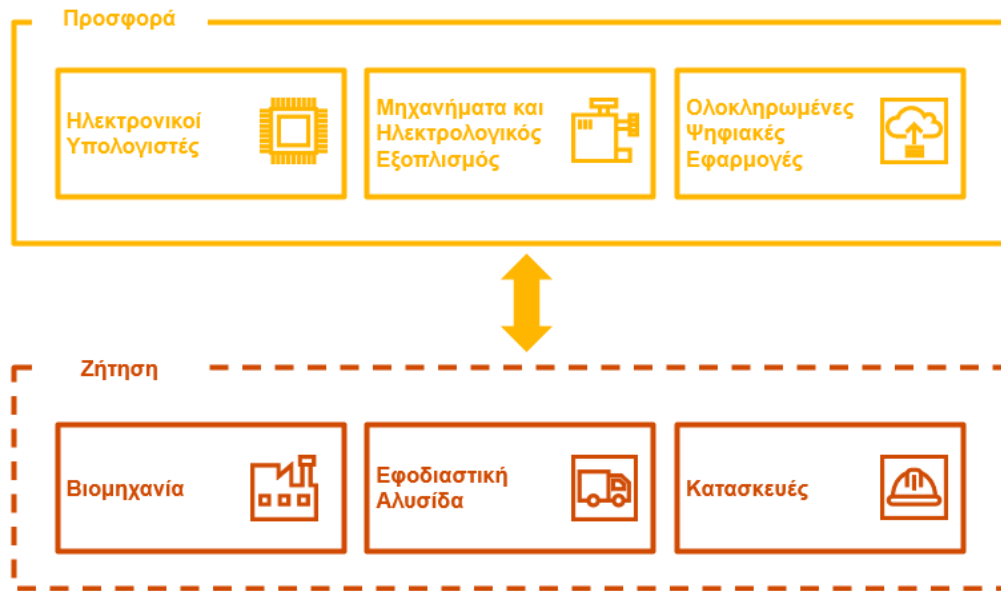 Προσφορά
Ηλεκτρονικοί
Υπολογιστές
Μηχανήματα και
Ηλεκτρολογικός
Εξοπλισμός
Ολοκληρωμένες
Ψηφιακές
Εφαρμογές
Ζήτηση
Βιομηχανία
Εφοδιαστική
Αλυσίδα
Κατασκευές